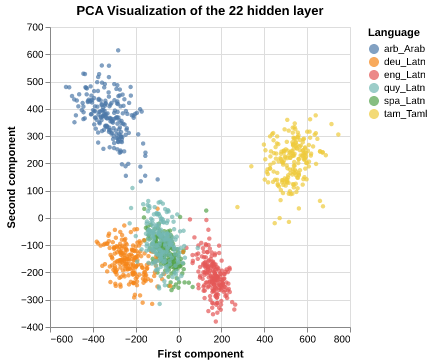 PCA Visualization of the 22 hidden layer
Second component
700
600
500
400
300
200
100
0
−100
−200
−300
−400
−600
−400
−200
0
200
400
600
800
First component
Language
arb_Arab
deu_Latn
eng_Latn
quy_Latn
spa_Latn
tam_Taml